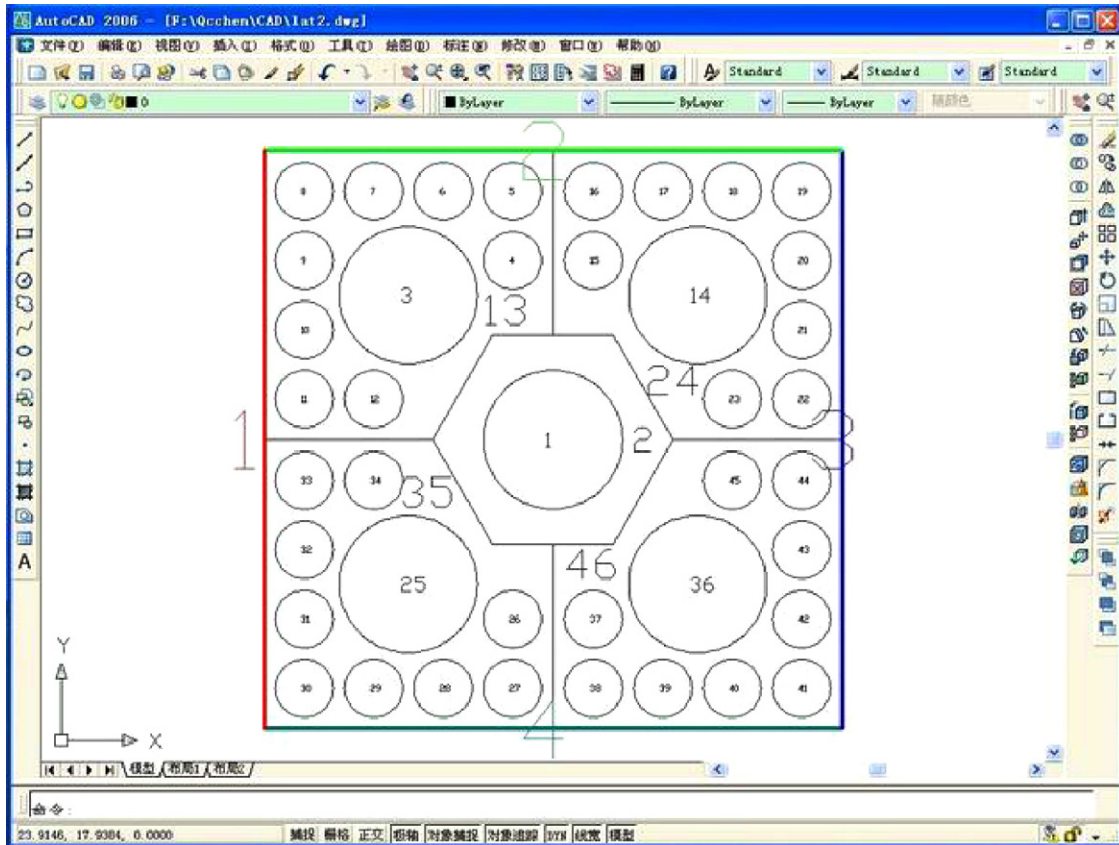 AutoCAD 2006 - [F:\Qcchen\CAD\lat2.dwg]
文件(F) 编辑(E) 视图(V) 插入(I) 格式(O) 工具(T) 绘图(D) 标注(N) 修改(M) 窗口(W) 帮助(H)
Standard Standard Standard
0 ByLayer ByLayer ByLayer 随颜色
2
8 7 6 5 16 17 18 19
9 4 15 20
3 14
13
10 21
24
11 12 23 22
1 1 2 3
33 34 45 44
35
32 46 43
25 36
31 26 37 42
30 29 28 27 38 39 40 41
4
Y
X
模型 布局1 布局2
命令:
23.9146, 17.9384, 0.0000 捕捉 栅格 正交 极轴 对象捕捉 对象追踪 DYN 线宽 模型
A